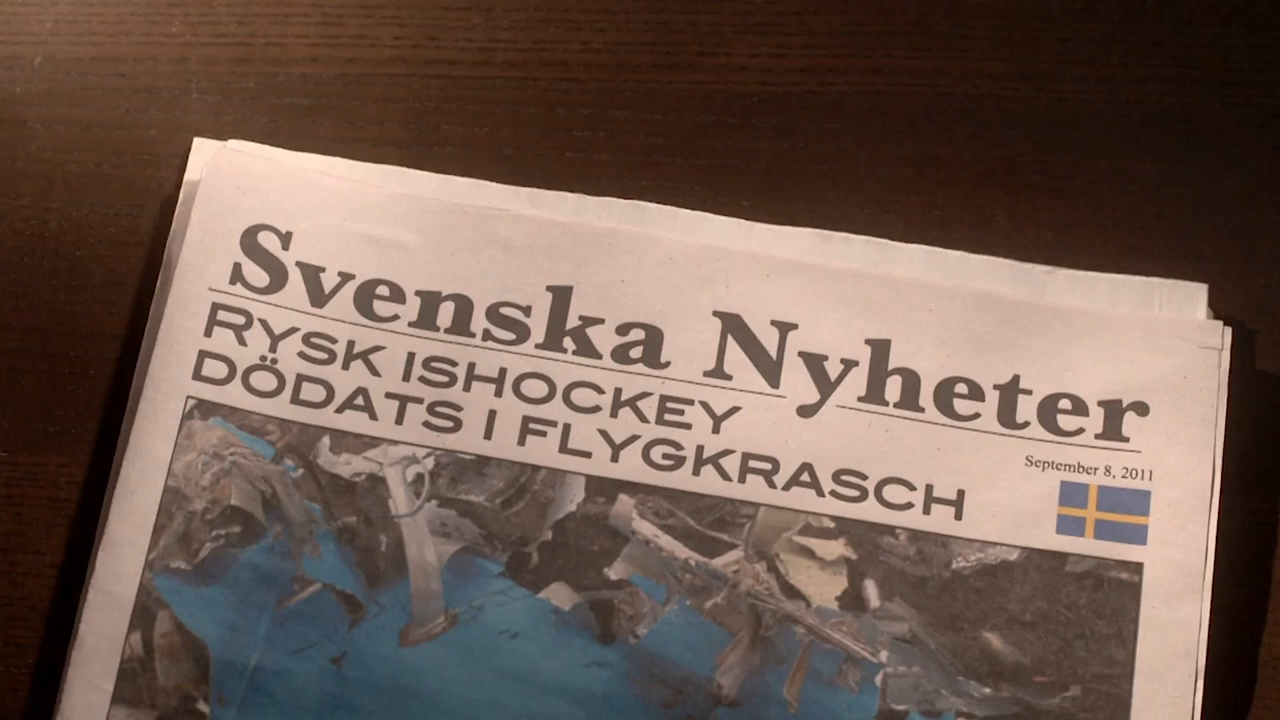 Svenska Nyheter
RYSK ISHOCKEY
DÖDATS I FLYGKRASCH
September 8, 2011